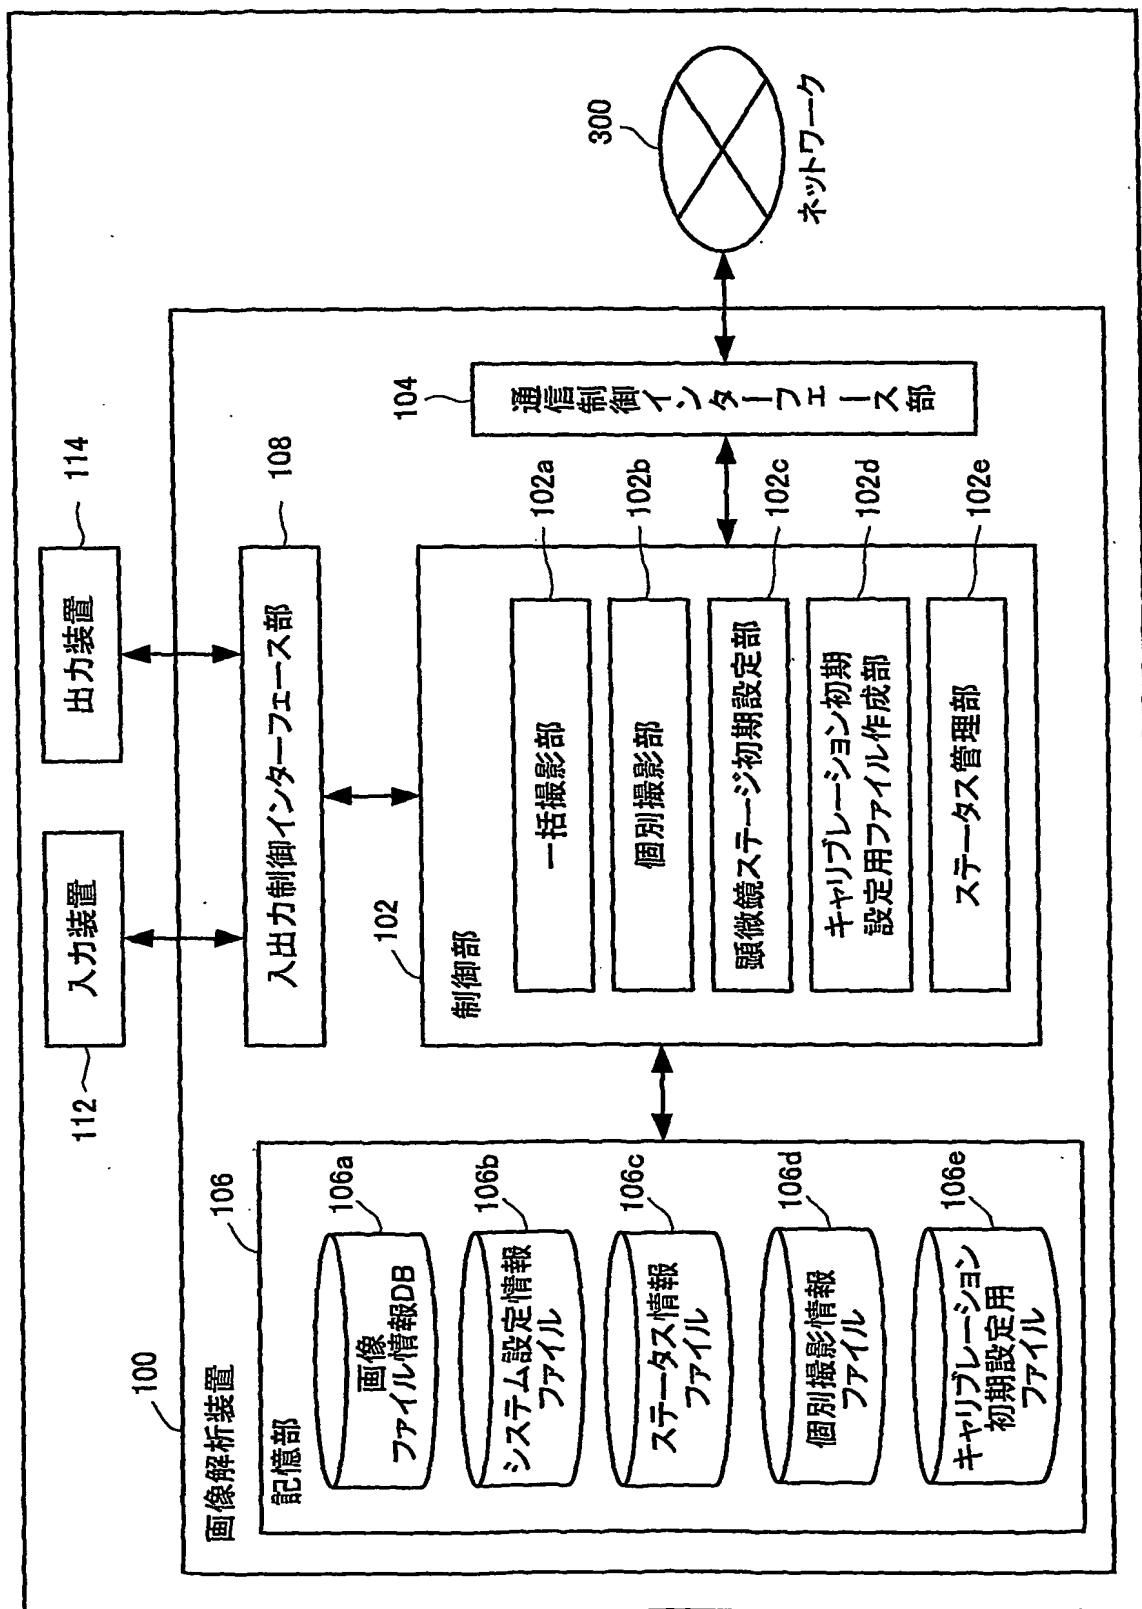 112
入力装置
出力装置
114
100
画像解析装置
入出力制御インターフェース部
108
106
記憶部
画像
ファイル情報DB
106a
システム設定情報
ファイル
106b
ステータス情報
ファイル
106c
個別撮影情報
ファイル
106d
キャリブレーション
初期設定用
ファイル
106e
102
制御部
一括撮影部
102a
個別撮影部
102b
顕微鏡ステージ初期設定部
102c
キャリブレーション初期
設定用ファイル作成部
102d
ステータス管理部
102e
104
通信制御インターフェース部
300
ネットワーク